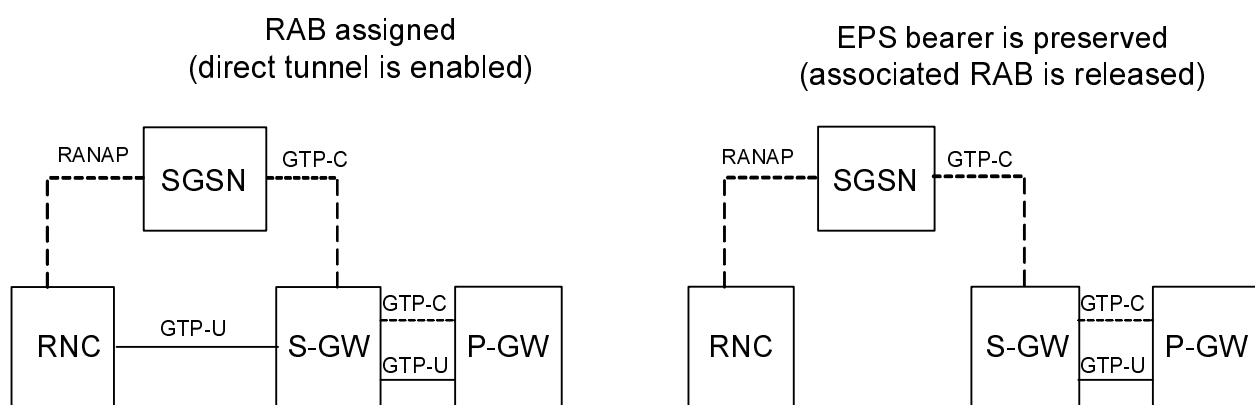 RAB assigned
(direct tunnel is enabled)
RANAP
GTP-C
SGSN
RNC
GTP-U
S-GW
GTP-C
GTP-U
P-GW
EPS bearer is preserved
(associated RAB is released)
RANAP
GTP-C
SGSN
RNC
S-GW
GTP-C
GTP-U
P-GW